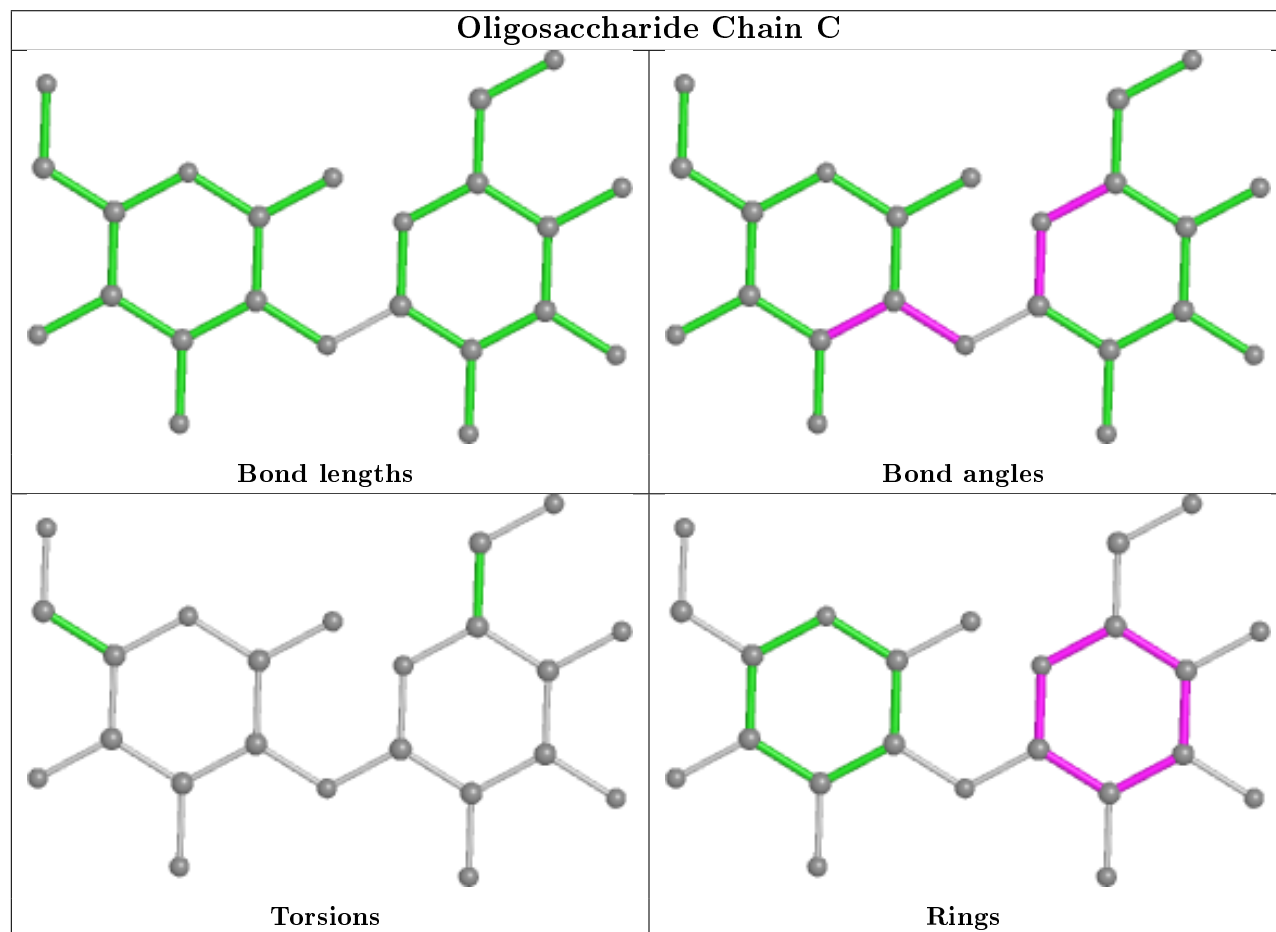 Oligosaccharide Chain C
Bond lengths
Bond angles
Torsions
Rings